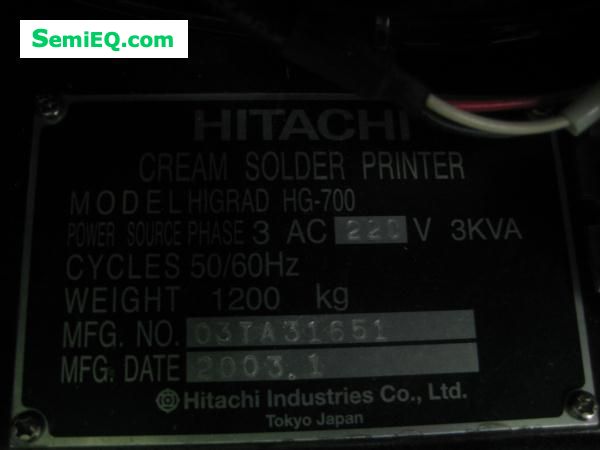 SemiEQ.com
HITACHI
CREAM SOLDER PRINTER
MODEL HIGRAD HG-700
POWER SOURCE PHASE 3 AC 220 V 3KVA
CYCLES 50/60Hz
WEIGHT 1200 kg
MFG. NO. 03TA31651
MFG. DATE 2003.1
Hitachi Industries Co., Ltd.
Tokyo Japan